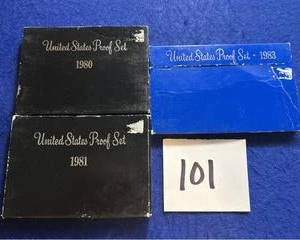 United States Proof Set
1980
United States Proof Set - 1983
United States Proof Set
1981
101